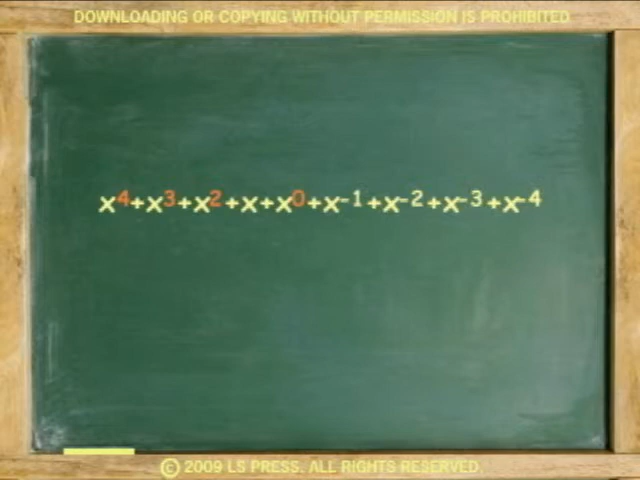 DOWNLOADING OR COPYING WITHOUT PERMISSION IS PROHIBITED
x⁴+x³+x²+x+x⁰+x⁻¹+x⁻²+x⁻³+x⁻⁴
© 2009 LS PRESS. ALL RIGHTS RESERVED.